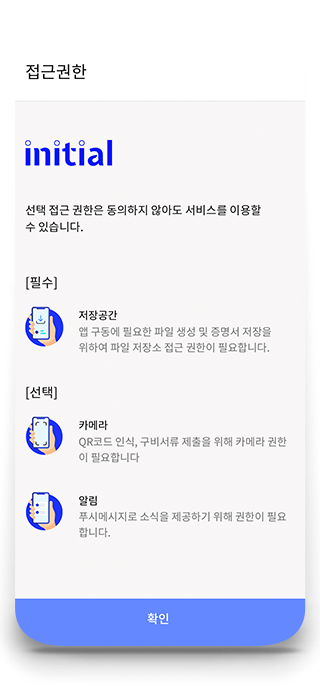 접근권한
initial
선택 접근 권한은 동의하지 않아도 서비스를 이용할
수 있습니다.
[필수]
저장공간
앱 구동에 필요한 파일 생성 및 증명서 저장을
위하여 파일 저장소 접근 권한이 필요합니다.
[선택]
카메라
QR코드 인식, 구비서류 제출을 위해 카메라 권한
이 필요합니다
알림
푸시메시지로 소식을 제공하기 위해 권한이 필요
합니다.
확인